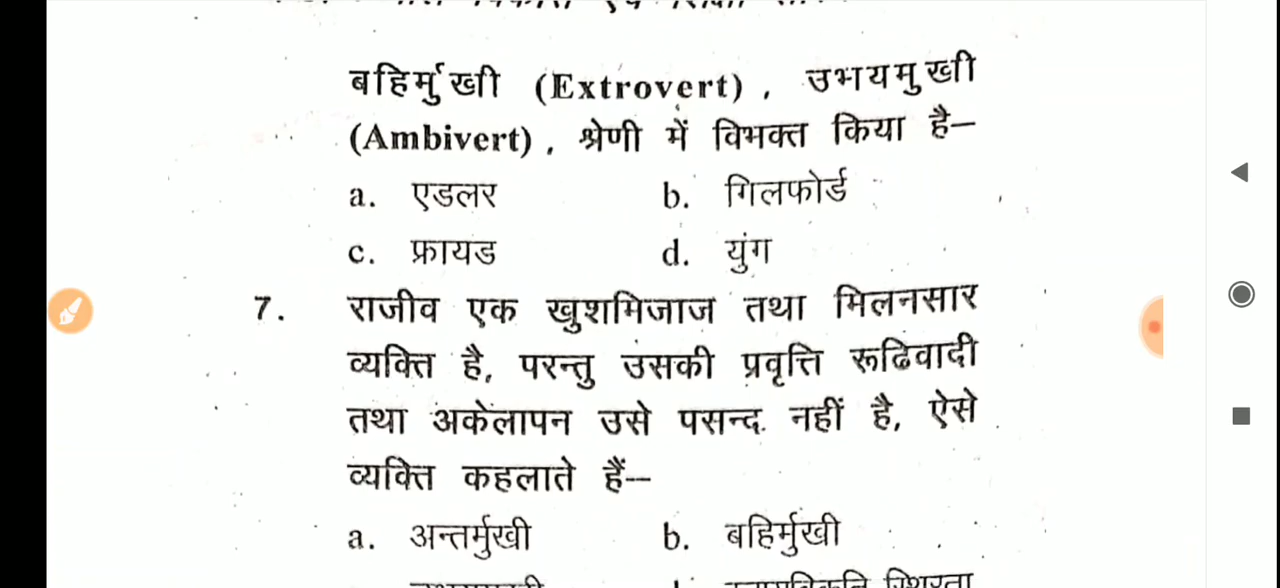 बहिर्मुखी (Extrovert), उभयमुखी
(Ambivert), श्रेणी में विभक्त किया है–
a. एडलर b. गिलफोर्ड
c. फ्रायड d. युंग
7. राजीव एक खुशमिजाज तथा मिलनसार
व्यक्ति है, परन्तु उसकी प्रवृत्ति रूढिवादी
तथा अकेलापन उसे पसन्द नहीं है, ऐसे
व्यक्ति कहलाते हैं–
a. अन्तर्मुखी b. बहिर्मुखी